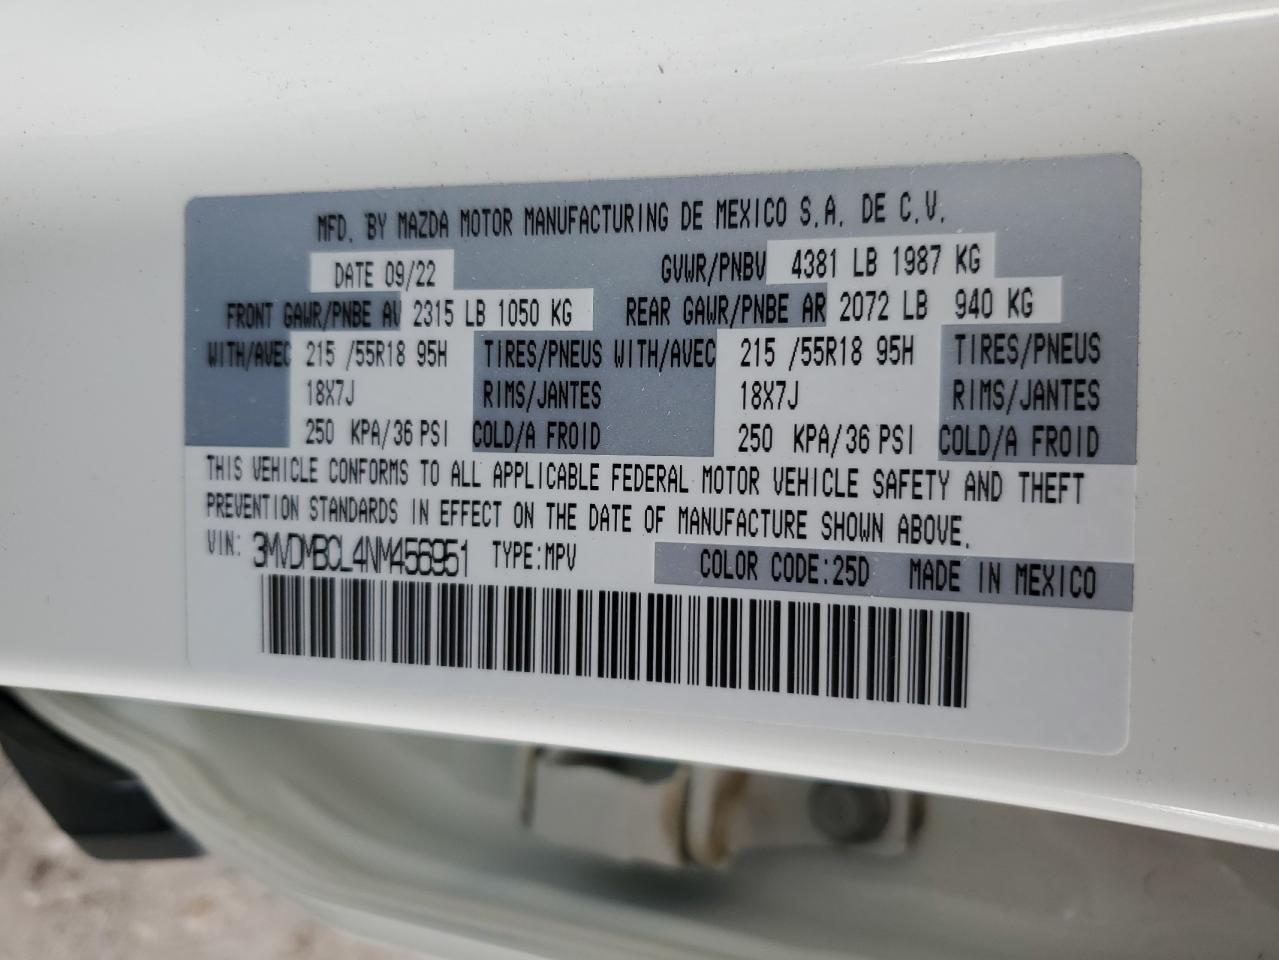 MFD. BY MAZDA MOTOR MANUFACTURING DE MEXICO S.A. DE C.V.
DATE 09/22 GVWR/PNBV 4381 LB 1987 KG
FRONT GAWR/PNBE AV 2315 LB 1050 KG REAR GAWR/PNBE AR 2072 LB 940 KG
WITH/AVEC 215 /55R18 95H TIRES/PNEUS WITH/AVEC 215 /55R18 95H TIRES/PNEUS
18X7J RIMS/JANTES 18X7J RIMS/JANTES
250 KPA/36 PSI COLD/A FROID 250 KPA/36 PSI COLD/A FROID
THIS VEHICLE CONFORMS TO ALL APPLICABLE FEDERAL MOTOR VEHICLE SAFETY AND THEFT
PREVENTION STANDARDS IN EFFECT ON THE DATE OF MANUFACTURE SHOWN ABOVE.
VIN: 3MVDMBCL4NM456951 TYPE:MPV COLOR CODE:25D MADE IN MEXICO